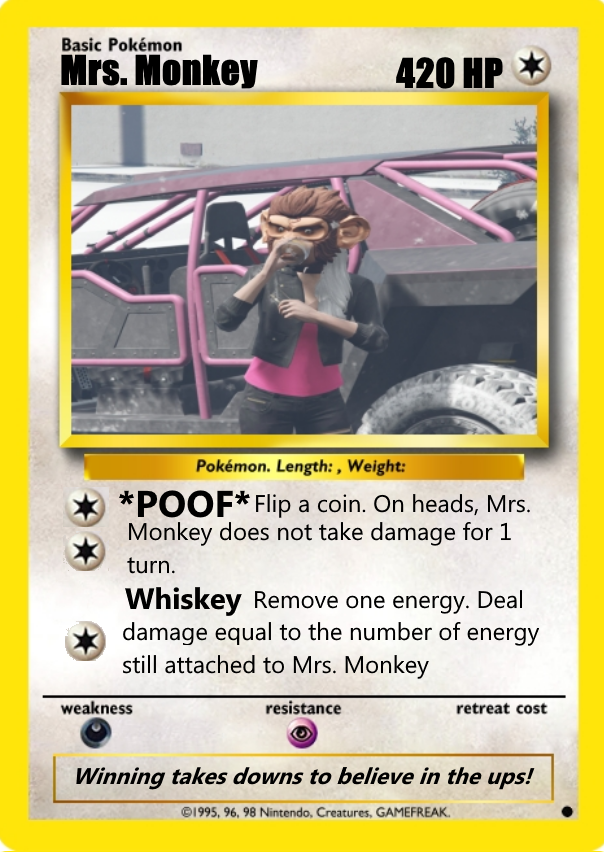 Basic Pokémon
Mrs. Monkey 420 HP
Pokémon. Length: , Weight:
*POOF* Flip a coin. On heads, Mrs.
Monkey does not take damage for 1
turn.
Whiskey Remove one energy. Deal
damage equal to the number of energy
still attached to Mrs. Monkey
weakness resistance retreat cost
Winning takes downs to believe in the ups!
©1995, 96, 98 Nintendo, Creatures, GAMEFREAK.